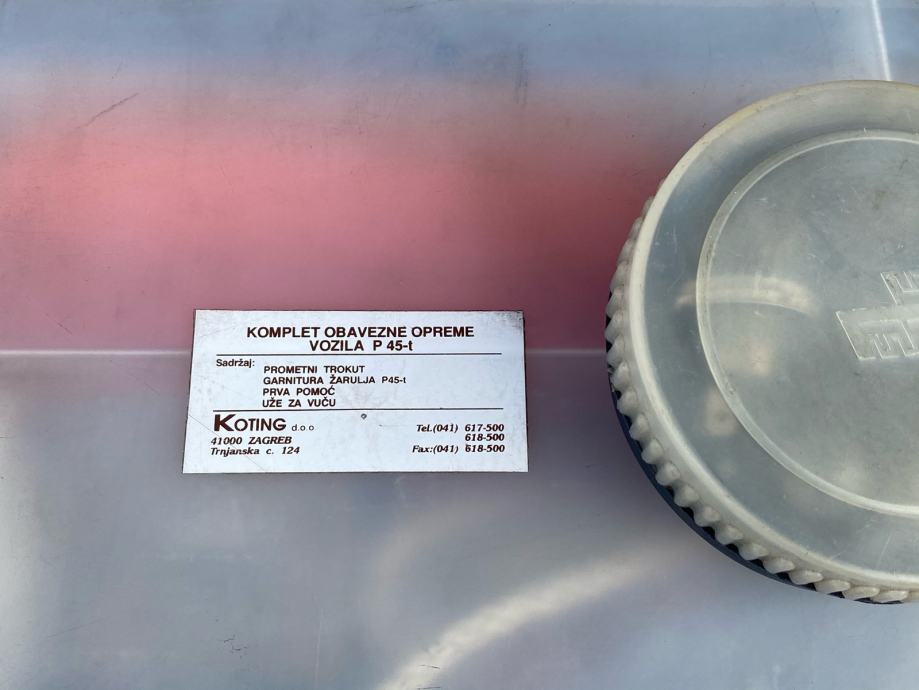 KOMPLET OBAVEZNE OPREME
VOZILA P 45-t
Sadržaj: PROMETNI TROKUT
GARNITURA ŽARULJA P45-t
PRVA POMOĆ
UŽE ZA VUČU
KOTING d.o.o
41000 ZAGREB
Trnjanska c. 124
Tel.(041) 617-500
618-500
Fax:(041) 618-500